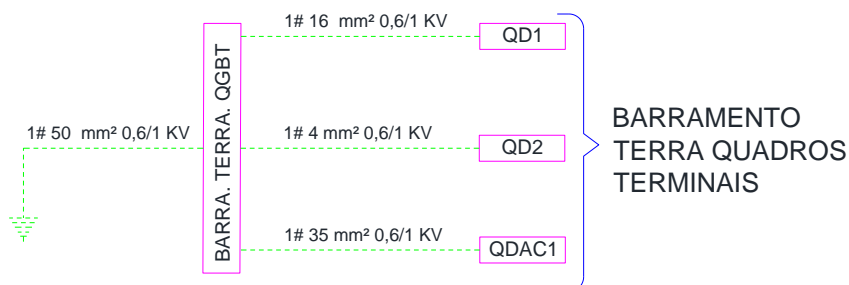 1# 16 mm² 0,6/1 KV
QD1
1# 50 mm² 0,6/1 KV
BARRA. TERRA. QGBT
1# 4 mm² 0,6/1 KV
QD2
1# 35 mm² 0,6/1 KV
QDAC1
BARRAMENTO
TERRA QUADROS
TERMINAIS